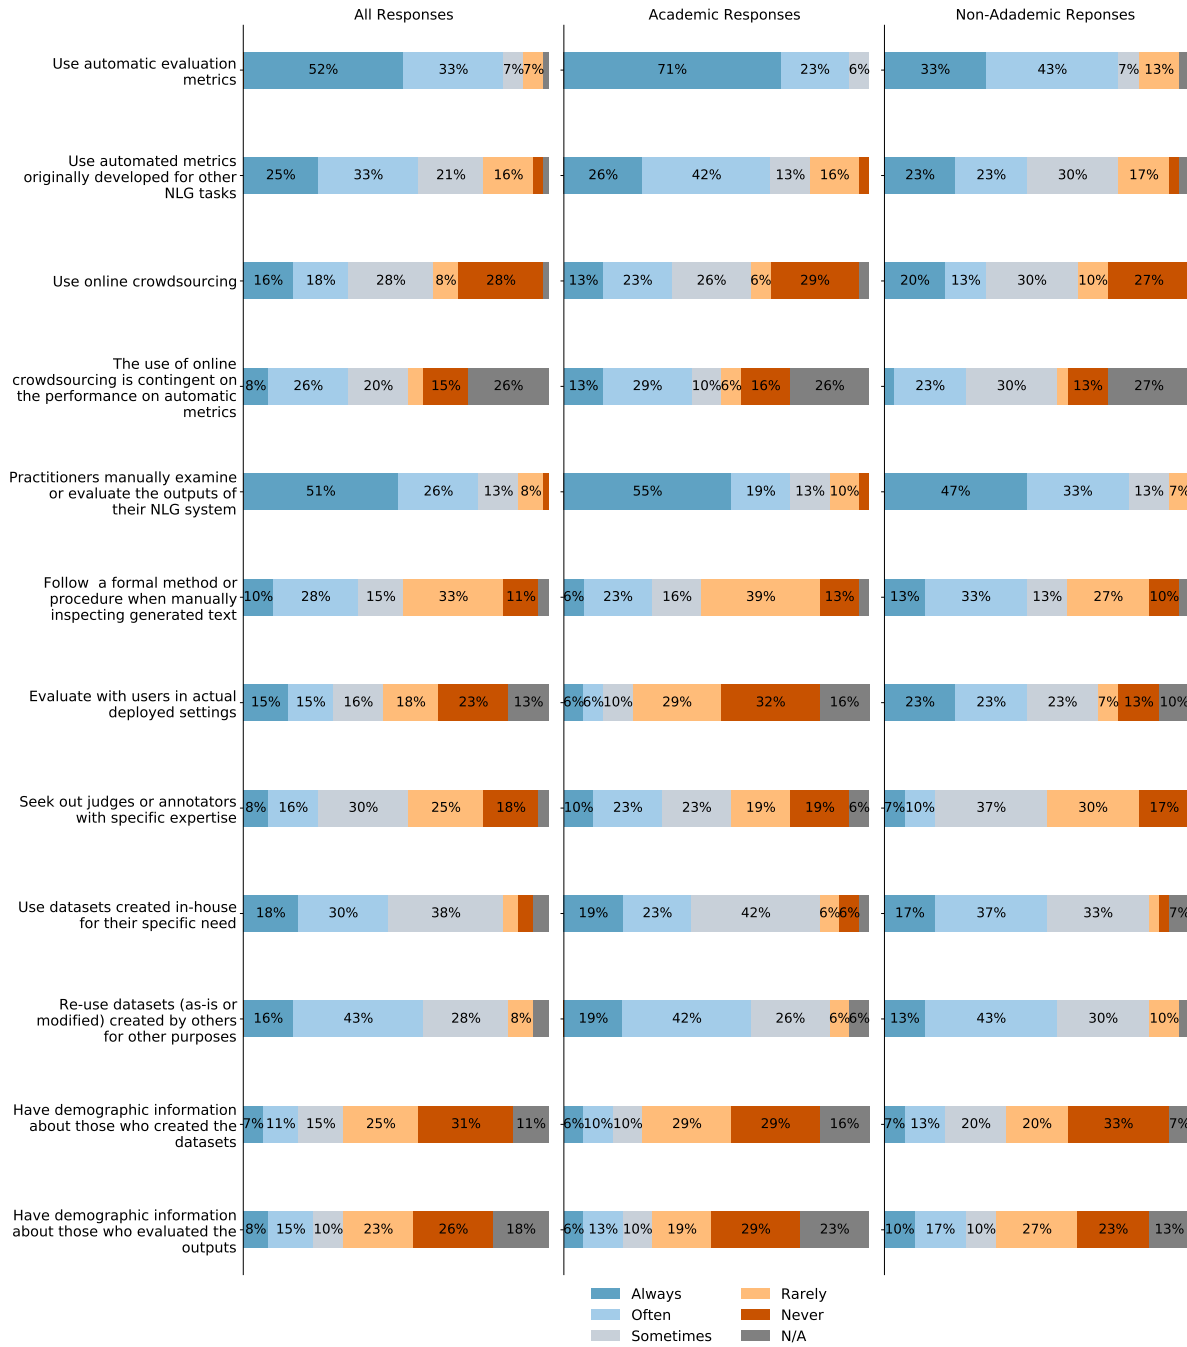 All Responses
Academic Responses
Non-Adademic Reponses
Use automatic evaluation
metrics
52% 33% 7% 7%
71% 23% 6%
33% 43% 7% 13%
Use automated metrics
originally developed for other
NLG tasks
25% 33% 21% 16%
26% 42% 13% 16%
23% 23% 30% 17%
Use online crowdsourcing
16% 18% 28% 8% 28%
13% 23% 26% 6% 29%
20% 13% 30% 10% 27%
The use of online
crowdsourcing is contingent on
the performance on automatic
metrics
8% 26% 20% 15% 26%
13% 29% 10% 6% 16% 26%
23% 30% 13% 27%
Practitioners manually examine
or evaluate the outputs of
their NLG system
51% 26% 13% 8%
55% 19% 13% 10%
47% 33% 13% 7%
Follow  a formal method or
procedure when manually
inspecting generated text
10% 28% 15% 33% 11%
6% 23% 16% 39% 13%
13% 33% 13% 27% 10%
Evaluate with users in actual
deployed settings
15% 15% 16% 18% 23% 13%
6% 6% 10% 29% 32% 16%
23% 23% 23% 7% 13% 10%
Seek out judges or annotators
with specific expertise
8% 16% 30% 25% 18%
10% 23% 23% 19% 19% 6%
7% 10% 37% 30% 17%
Use datasets created in-house
for their specific need
18% 30% 38%
19% 23% 42% 6% 6%
17% 37% 33% 7%
Re-use datasets (as-is or
modified) created by others
for other purposes
16% 43% 28% 8%
19% 42% 26% 6% 6%
13% 43% 30% 10%
Have demographic information
about those who created the
datasets
7% 11% 15% 25% 31% 11%
6% 10% 10% 29% 29% 16%
7% 13% 20% 20% 33% 7%
Have demographic information
about those who evaluated the
outputs
8% 15% 10% 23% 26% 18%
6% 13% 10% 19% 29% 23%
10% 17% 10% 27% 23% 13%
Always
Often
Sometimes
Rarely
Never
N/A